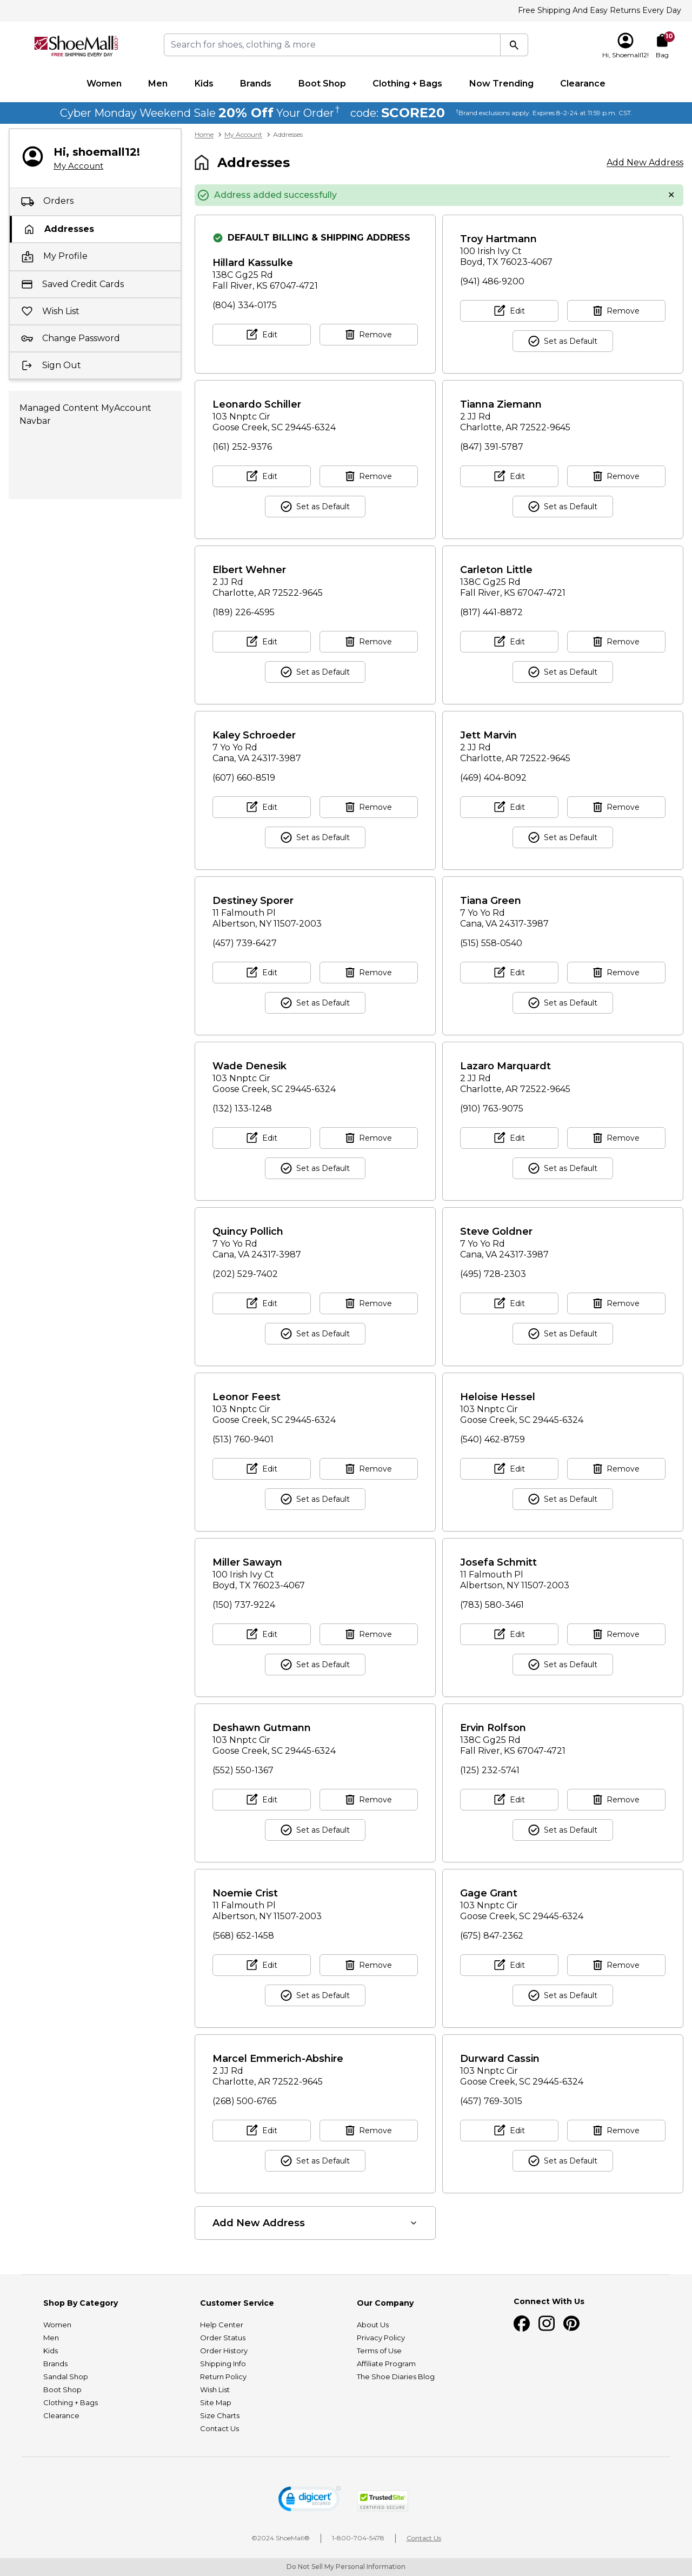 Free Shipping And Easy Returns Every Day
ShoeMall.com
FREE SHIPPING EVERY DAY
Search for shoes, clothing & more
Hi, Shoemall12!
10
Bag
Women Men Kids Brands Boot Shop Clothing + Bags Now Trending Clearance
Cyber Monday Weekend Sale 20% Off Your Order† code: SCORE20 †Brand exclusions apply. Expires 8-2-24 at 11:59 p.m. CST.
Hi, shoemall12!
My Account
Orders
Addresses
My Profile
Saved Credit Cards
Wish List
Change Password
Sign Out
Managed Content MyAccount
Navbar
Home > My Account > Addresses
Addresses
Add New Address
Address added successfully ×
DEFAULT BILLING & SHIPPING ADDRESS
Hillard Kassulke
138C Gg25 Rd
Fall River, KS 67047-4721
(804) 334-0175
Edit Remove
Troy Hartmann
100 Irish Ivy Ct
Boyd, TX 76023-4067
(941) 486-9200
Edit Remove
Set as Default
Leonardo Schiller
103 Nnptc Cir
Goose Creek, SC 29445-6324
(161) 252-9376
Edit Remove
Set as Default
Tianna Ziemann
2 JJ Rd
Charlotte, AR 72522-9645
(847) 391-5787
Edit Remove
Set as Default
Elbert Wehner
2 JJ Rd
Charlotte, AR 72522-9645
(189) 226-4595
Edit Remove
Set as Default
Carleton Little
138C Gg25 Rd
Fall River, KS 67047-4721
(817) 441-8872
Edit Remove
Set as Default
Kaley Schroeder
7 Yo Yo Rd
Cana, VA 24317-3987
(607) 660-8519
Edit Remove
Set as Default
Jett Marvin
2 JJ Rd
Charlotte, AR 72522-9645
(469) 404-8092
Edit Remove
Set as Default
Destiney Sporer
11 Falmouth Pl
Albertson, NY 11507-2003
(457) 739-6427
Edit Remove
Set as Default
Tiana Green
7 Yo Yo Rd
Cana, VA 24317-3987
(515) 558-0540
Edit Remove
Set as Default
Wade Denesik
103 Nnptc Cir
Goose Creek, SC 29445-6324
(132) 133-1248
Edit Remove
Set as Default
Lazaro Marquardt
2 JJ Rd
Charlotte, AR 72522-9645
(910) 763-9075
Edit Remove
Set as Default
Quincy Pollich
7 Yo Yo Rd
Cana, VA 24317-3987
(202) 529-7402
Edit Remove
Set as Default
Steve Goldner
7 Yo Yo Rd
Cana, VA 24317-3987
(495) 728-2303
Edit Remove
Set as Default
Leonor Feest
103 Nnptc Cir
Goose Creek, SC 29445-6324
(513) 760-9401
Edit Remove
Set as Default
Heloise Hessel
103 Nnptc Cir
Goose Creek, SC 29445-6324
(540) 462-8759
Edit Remove
Set as Default
Miller Sawayn
100 Irish Ivy Ct
Boyd, TX 76023-4067
(150) 737-9224
Edit Remove
Set as Default
Josefa Schmitt
11 Falmouth Pl
Albertson, NY 11507-2003
(783) 580-3461
Edit Remove
Set as Default
Deshawn Gutmann
103 Nnptc Cir
Goose Creek, SC 29445-6324
(552) 550-1367
Edit Remove
Set as Default
Ervin Rolfson
138C Gg25 Rd
Fall River, KS 67047-4721
(125) 232-5741
Edit Remove
Set as Default
Noemie Crist
11 Falmouth Pl
Albertson, NY 11507-2003
(568) 652-1458
Edit Remove
Set as Default
Gage Grant
103 Nnptc Cir
Goose Creek, SC 29445-6324
(675) 847-2362
Edit Remove
Set as Default
Marcel Emmerich-Abshire
2 JJ Rd
Charlotte, AR 72522-9645
(268) 500-6765
Edit Remove
Set as Default
Durward Cassin
103 Nnptc Cir
Goose Creek, SC 29445-6324
(457) 769-3015
Edit Remove
Set as Default
Add New Address
Shop By Category
Women
Men
Kids
Brands
Sandal Shop
Boot Shop
Clothing + Bags
Clearance
Customer Service
Help Center
Order Status
Order History
Shipping Info
Return Policy
Wish List
Site Map
Size Charts
Contact Us
Our Company
About Us
Privacy Policy
Terms of Use
Affiliate Program
The Shoe Diaries Blog
Connect With Us
digicert
SECURED
TrustedSite
CERTIFIED SECURE
©2024 ShoeMall® | 1-800-704-5478 | Contact Us
Do Not Sell My Personal Information